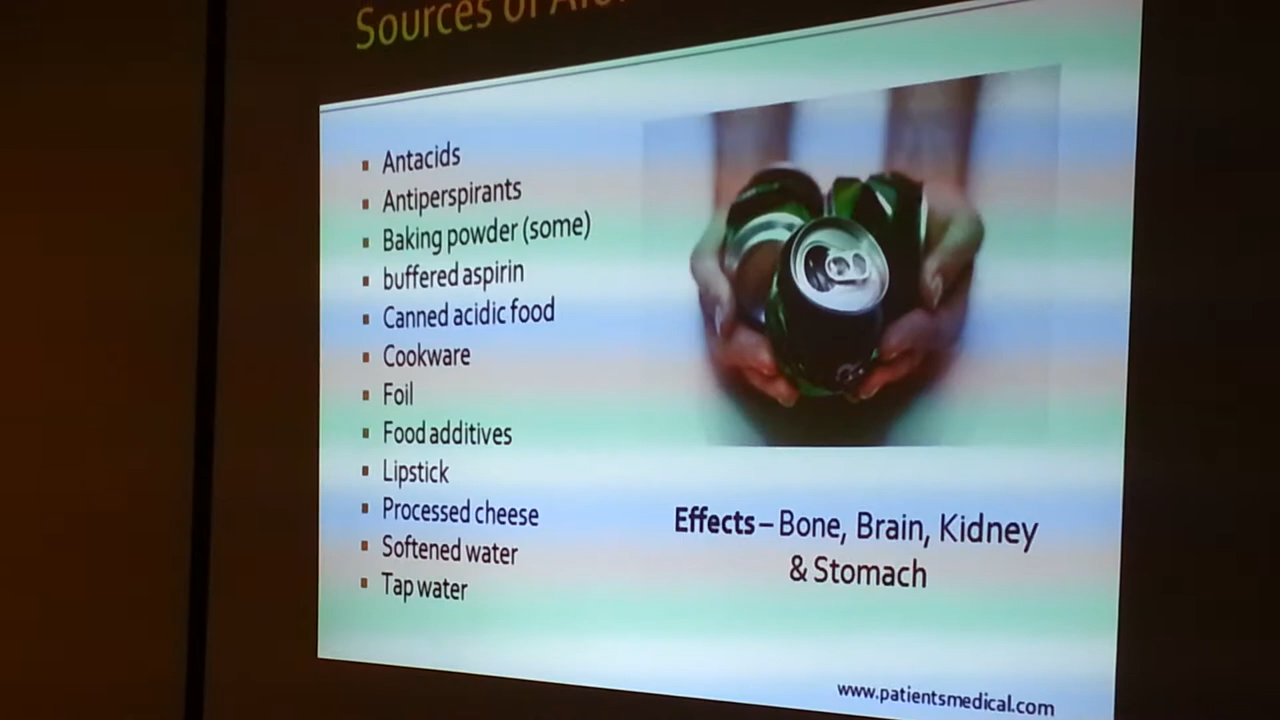 Sources of
Antacids
Antiperspirants
Baking powder (some)
buffered aspirin
Canned acidic food
Cookware
Foil
Food additives
Lipstick
Processed cheese
Softened water
Tap water
Effects – Bone, Brain, Kidney
& Stomach
www.patientsmedical.com